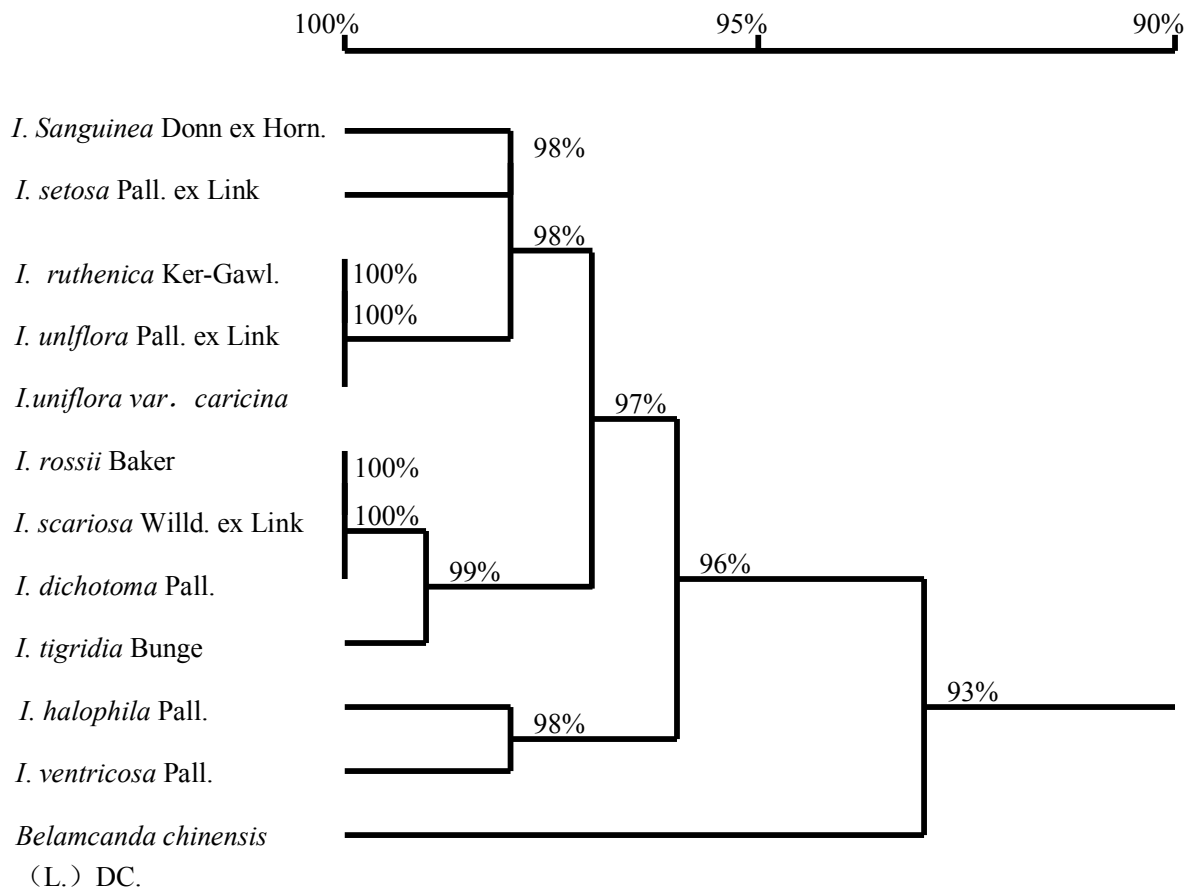 100% 95% 90%
I. Sanguinea Donn ex Horn.
98%
I. setosa Pall. ex Link
98%
I. ruthenica Ker-Gawl.
100%
100%
I. unlflora Pall. ex Link
I.uniflora var. caricina
97%
I. rossii Baker
100%
I. scariosa Willd. ex Link
100%
99%
96%
I. dichotoma Pall.
I. tigridia Bunge
I. halophila Pall.
93%
98%
I. ventricosa Pall.
Belamcanda chinensis
（L.）DC.